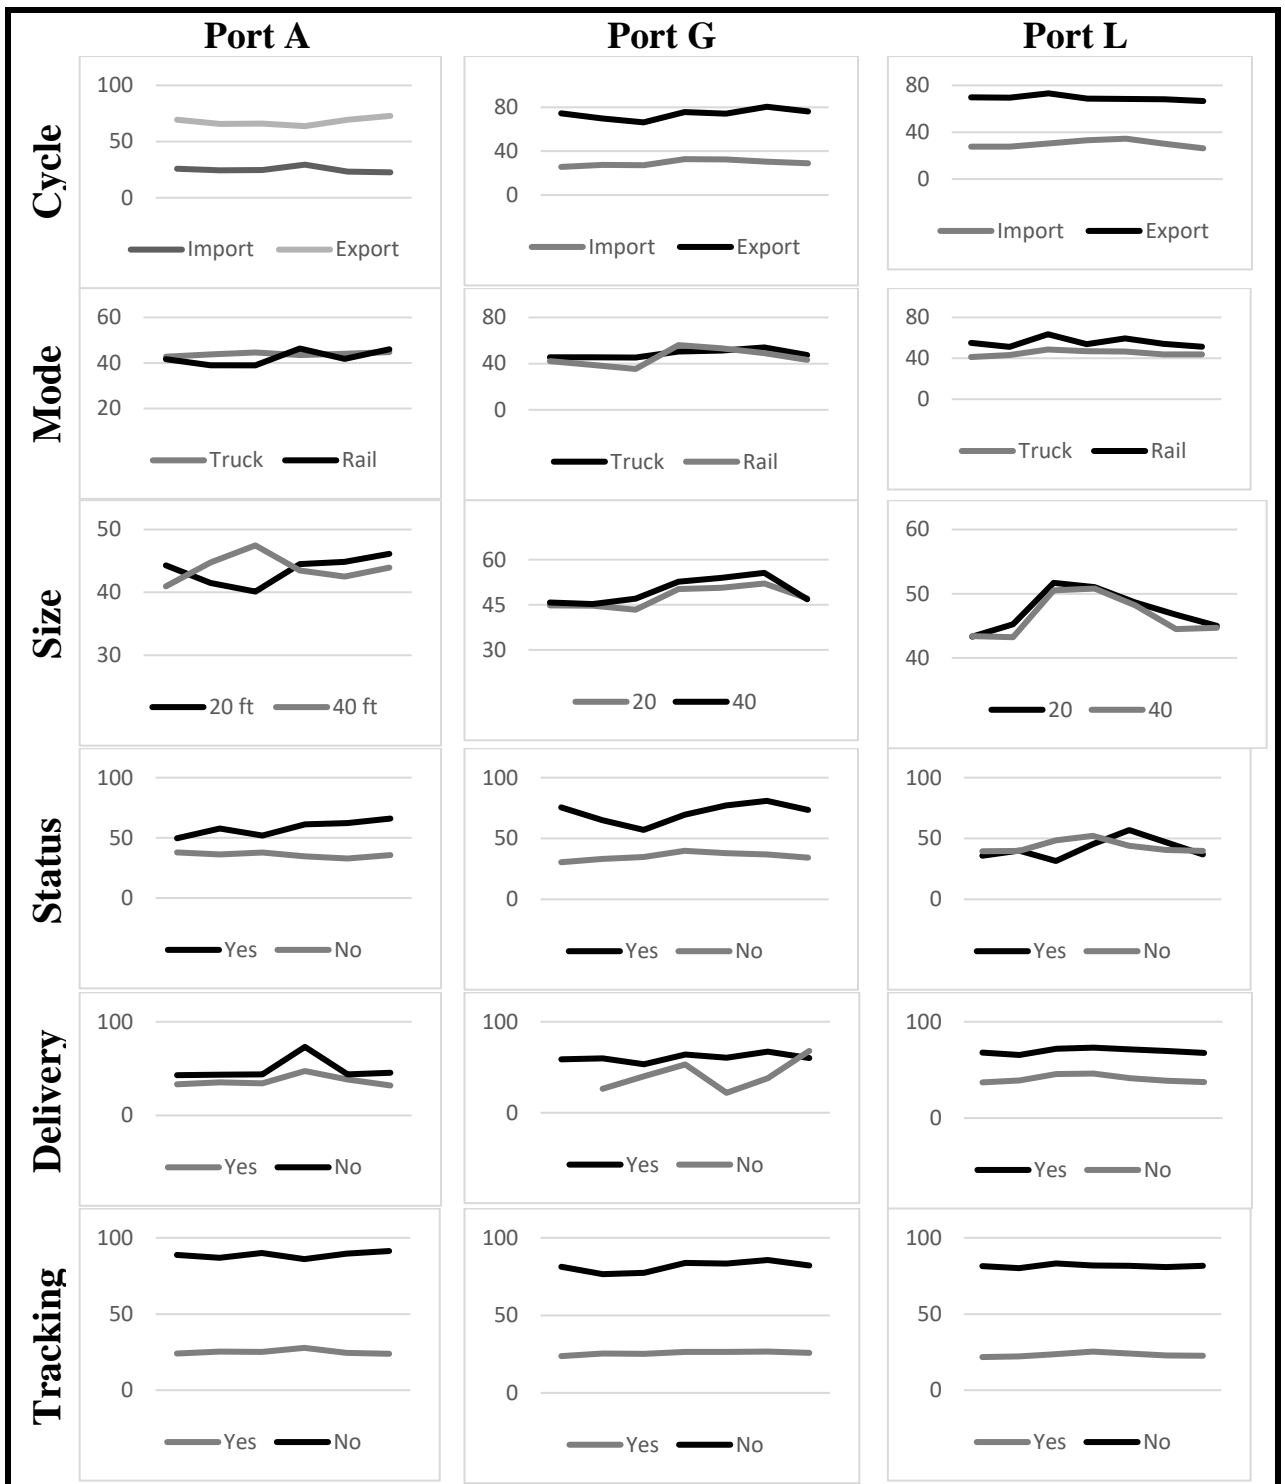 Port A Port G Port L
Cycle
100
50
0
Import Export
80
40
0
Import Export
80
40
0
Import Export
Mode
60
40
20
Truck Rail
80
40
0
Truck Rail
80
40
0
Truck Rail
Size
50
40
30
20 ft 40 ft
60
45
30
20 40
60
50
40
20 40
Status
100
50
0
Yes No
100
50
0
Yes No
100
50
0
Yes No
Delivery
100
0
Yes No
100
0
Yes No
100
0
Yes No
Tracking
100
50
0
Yes No
100
50
0
Yes No
100
50
0
Yes No